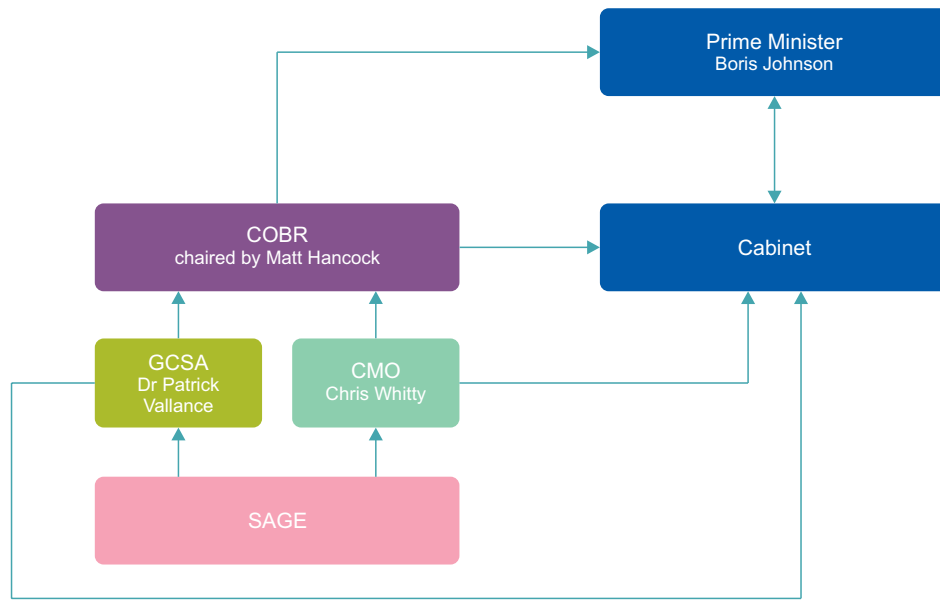 Prime Minister
Boris Johnson
COBR
chaired by Matt Hancock
Cabinet
GCSA
Dr Patrick
Vallance
CMO
Chris Whitty
SAGE